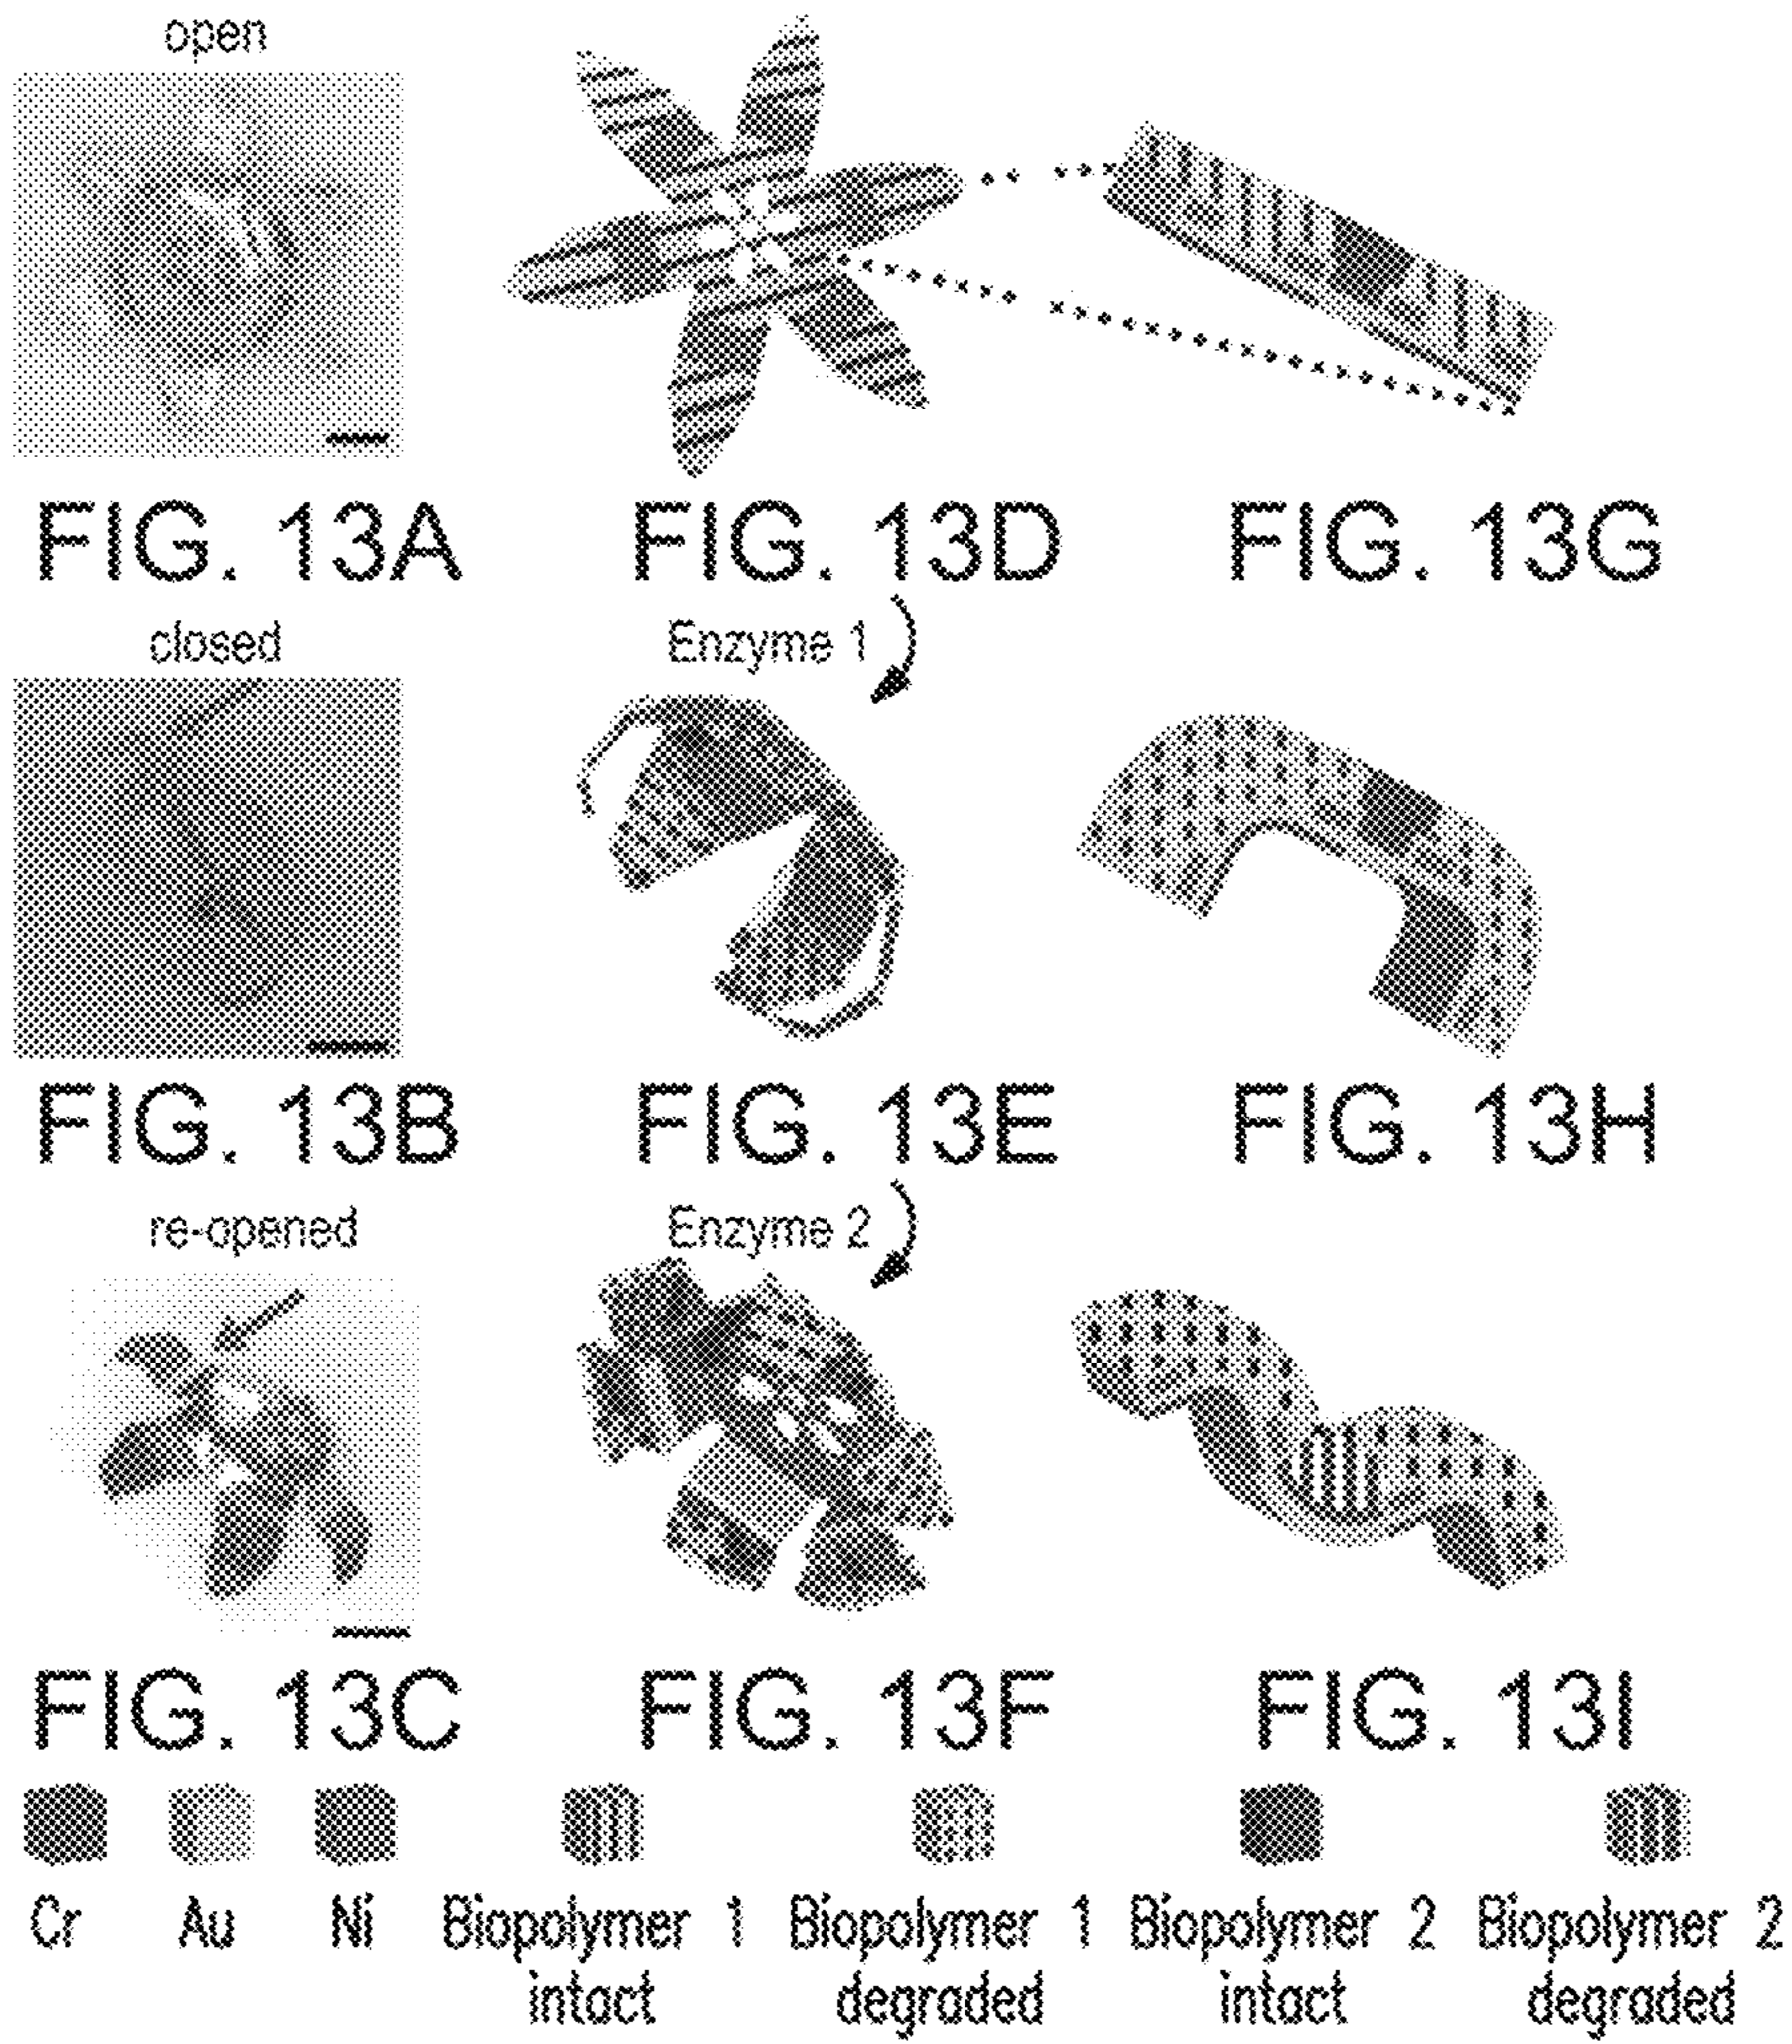 open
FIG. 13A FIG. 13D FIG. 13G
closed Enzyme 1
FIG. 13B FIG. 13E FIG. 13H
re-opened Enzyme 2
FIG. 13C FIG. 13F FIG. 13I
Cr Au Ni Biopolymer 1 Biopolymer 1 Biopolymer 2 Biopolymer 2
intact degraded intact degraded